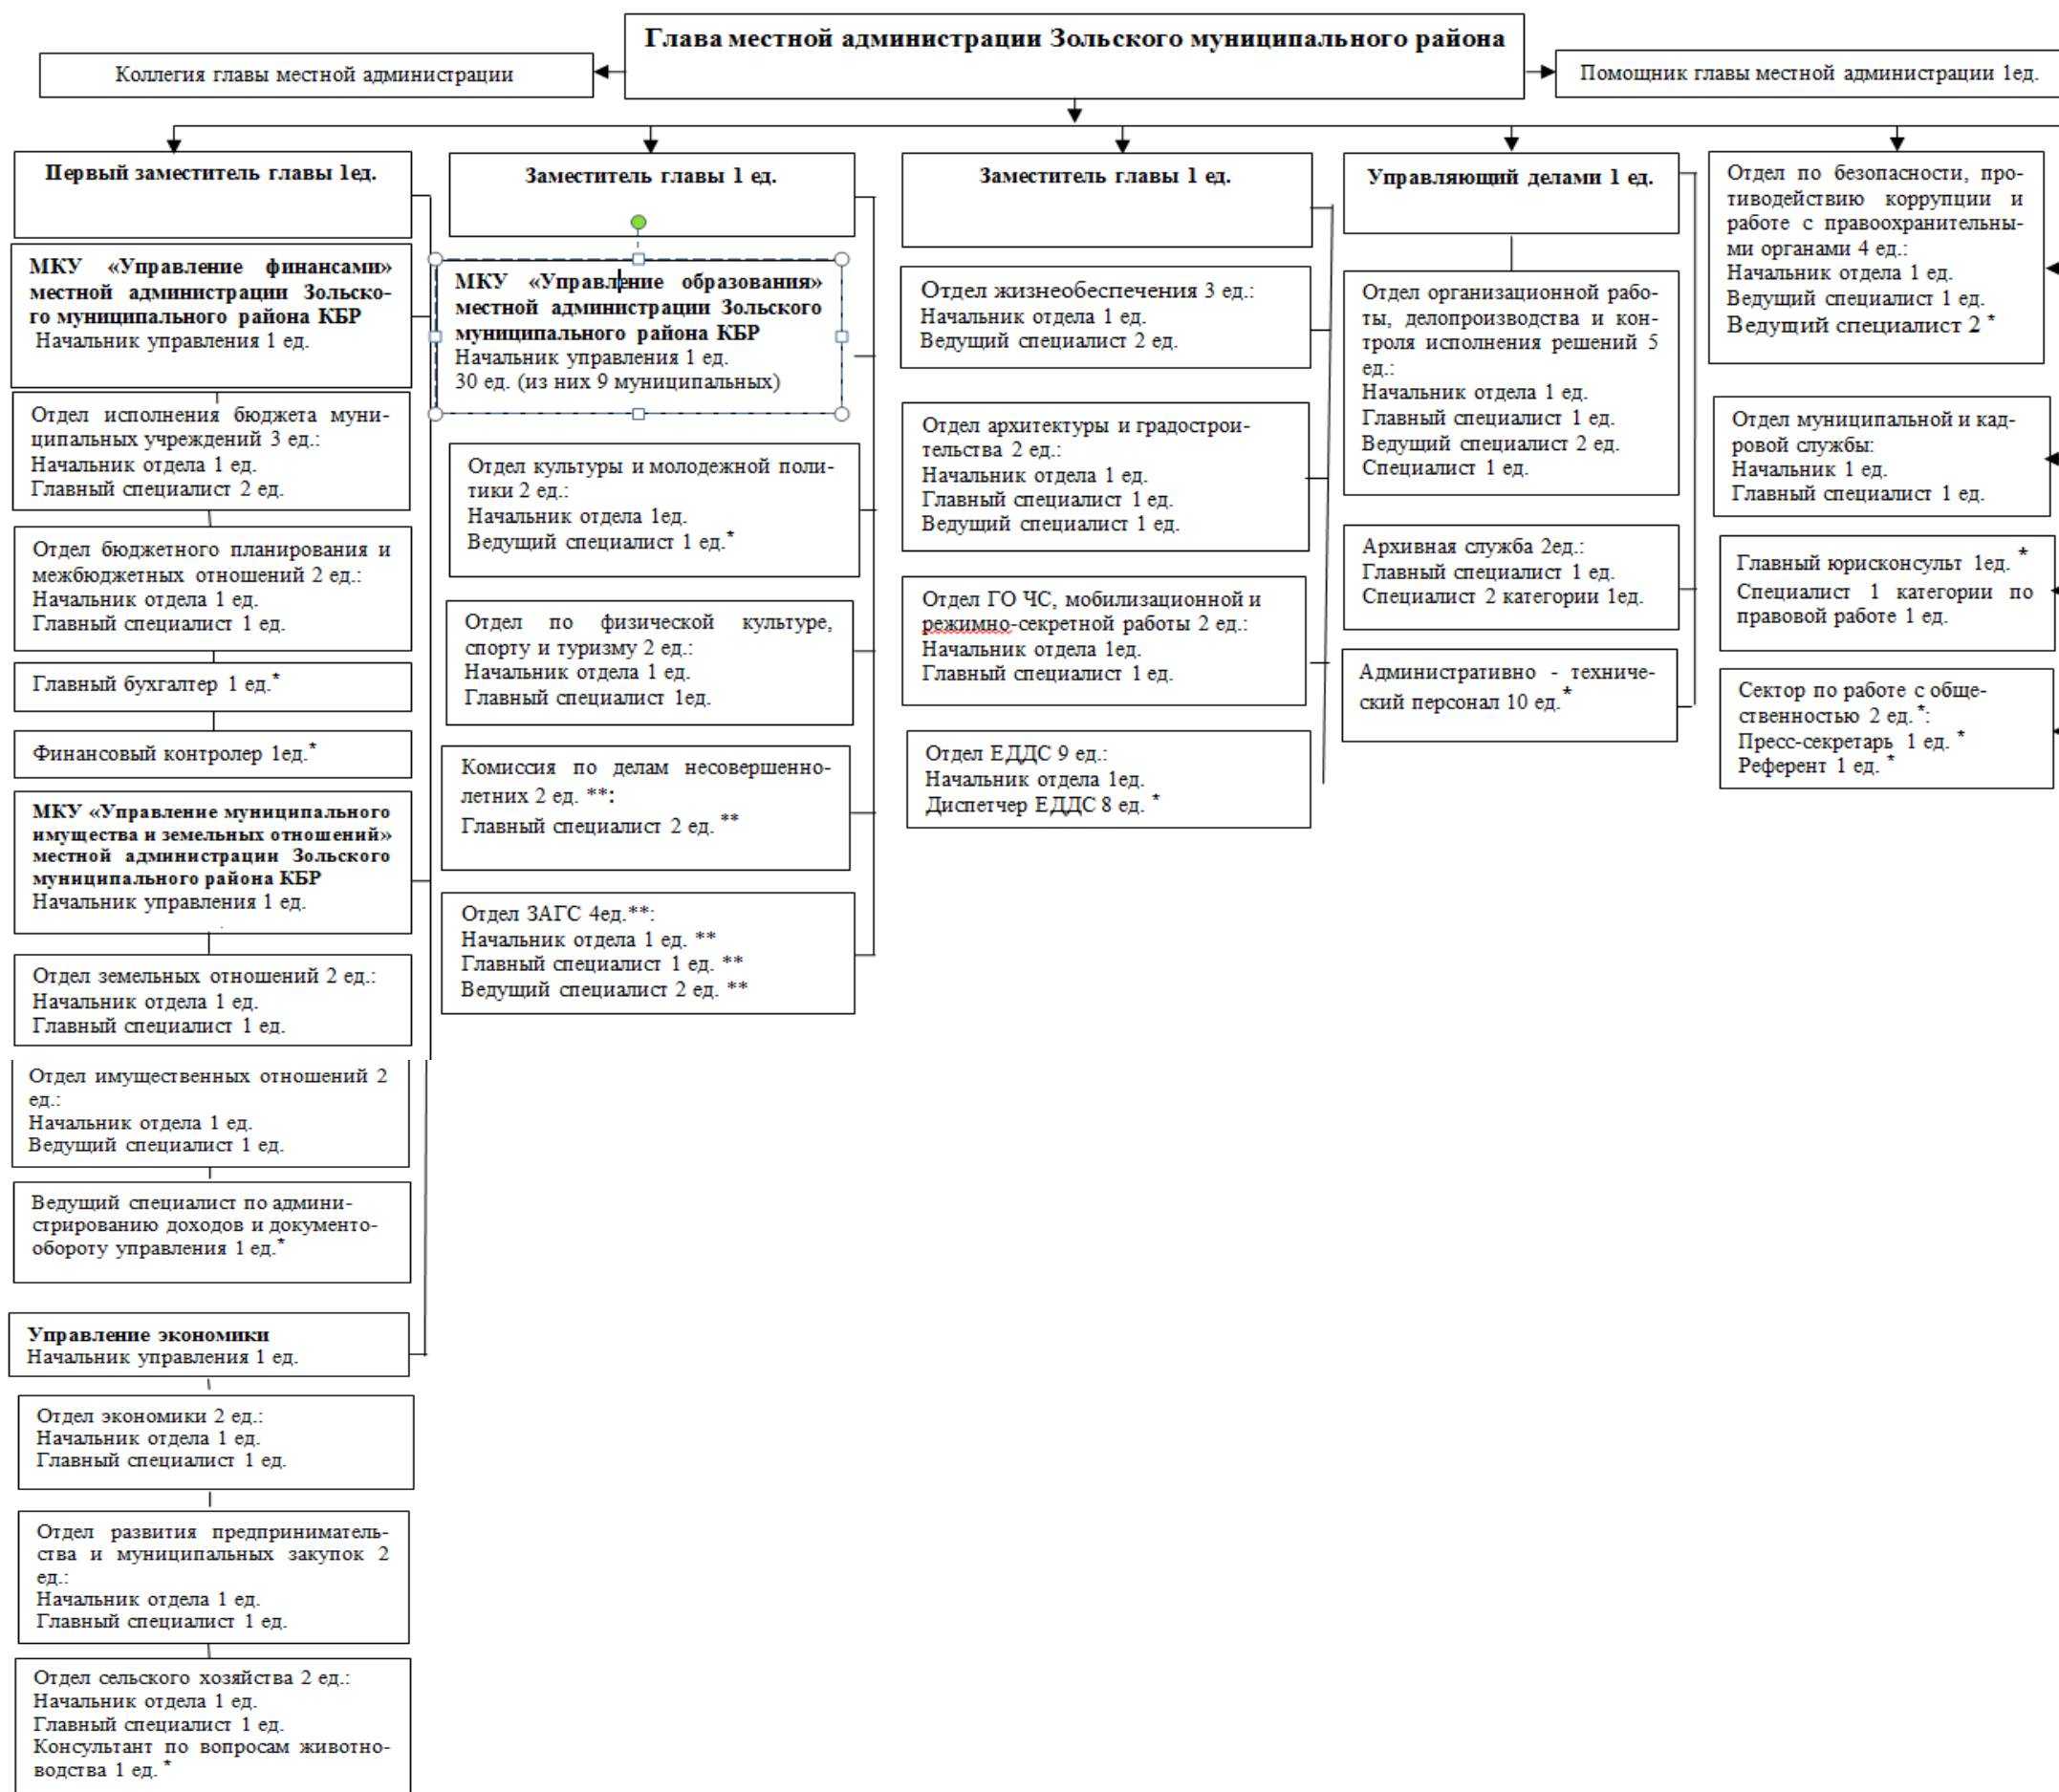 Глава местной администрации Зольского муниципального района
Коллегия главы местной администрации
Помощник главы местной администрации 1ед.
Первый заместитель главы 1ед.
МКУ «Управление финансами»
местной администрации Зольско-
го муниципального района КБР
Начальник управления 1 ед.
Отдел исполнения бюджета муни-
ципальных учреждений 3 ед.:
Начальник отдела 1 ед.
Главный специалист 2 ед.
Отдел бюджетного планирования и
межбюджетных отношений 2 ед.:
Начальник отдела 1 ед.
Главный специалист 1 ед.
Главный бухгалтер 1 ед.*
Финансовый контролер 1ед.*
МКУ «Управление муниципального
имущества и земельных отношений»
местной администрации Зольского
муниципального района КБР
Начальник управления 1 ед.
Отдел земельных отношений 2 ед.:
Начальник отдела 1 ед.
Главный специалист 1 ед.
Отдел имущественных отношений 2
ед.:
Начальник отдела 1 ед.
Ведущий специалист 1 ед.
Ведущий специалист по админи-
стрированию доходов и документо-
обороту управления 1 ед.*
Управление экономики
Начальник управления 1 ед.
Отдел экономики 2 ед.:
Начальник отдела 1 ед.
Главный специалист 1 ед.
Отдел развития предприниматель-
ства и муниципальных закупок 2
ед.:
Начальник отдела 1 ед.
Главный специалист 1 ед.
Отдел сельского хозяйства 2 ед.:
Начальник отдела 1 ед.
Главный специалист 1 ед.
Консультант по вопросам животно-
водства 1 ед. *
Заместитель главы 1 ед.
МКУ «Управление образования»
местной администрации Зольского
муниципального района КБР
Начальник управления 1 ед.
30 ед. (из них 9 муниципальных)
Отдел культуры и молодежной поли-
тики 2 ед.:
Начальник отдела 1ед.
Ведущий специалист 1 ед.*
Отдел по физической культуре,
спорту и туризму 2 ед.:
Начальник отдела 1 ед.
Главный специалист 1ед.
Комиссия по делам несовершенно-
летних 2 ед. **:
Главный специалист 2 ед. **
Отдел ЗАГС 4ед.**:
Начальник отдела 1 ед. **
Главный специалист 1 ед. **
Ведущий специалист 2 ед. **
Заместитель главы 1 ед.
Отдел жизнеобеспечения 3 ед.:
Начальник отдела 1 ед.
Ведущий специалист 2 ед.
Отдел архитектуры и градострои-
тельства 2 ед.:
Начальник отдела 1 ед.
Главный специалист 1 ед.
Ведущий специалист 1 ед.
Отдел ГО ЧС, мобилизационной и
режимно-секретной работы 2 ед.:
Начальник отдела 1ед.
Главный специалист 1 ед.
Отдел ЕДДС 9 ед.:
Начальник отдела 1ед.
Диспетчер ЕДДС 8 ед. *
Управляющий делами 1 ед.
Отдел организационной рабо-
ты, делопроизводства и кон-
троля исполнения решений 5
ед.:
Начальник отдела 1 ед.
Главный специалист 1 ед.
Ведущий специалист 2 ед.
Специалист 1 ед.
Архивная служба 2ед.:
Главный специалист 1 ед.
Специалист 2 категории 1ед.
Административно - техниче-
ский персонал 10 ед.*
Отдел по безопасности, про-
тиводействию коррупции и
работе с правоохранительны-
ми органами 4 ед.:
Начальник отдела 1 ед.
Ведущий специалист 1 ед.
Ведущий специалист 2 *
Отдел муниципальной и кад-
ровой службы:
Начальник 1 ед.
Главный специалист 1 ед.
Главный юрисконсульт 1ед. *
Специалист 1 категории по
правовой работе 1 ед.
Сектор по работе с обще-
ственностью 2 ед.*:
Пресс-секретарь 1 ед. *
Референт 1 ед. *